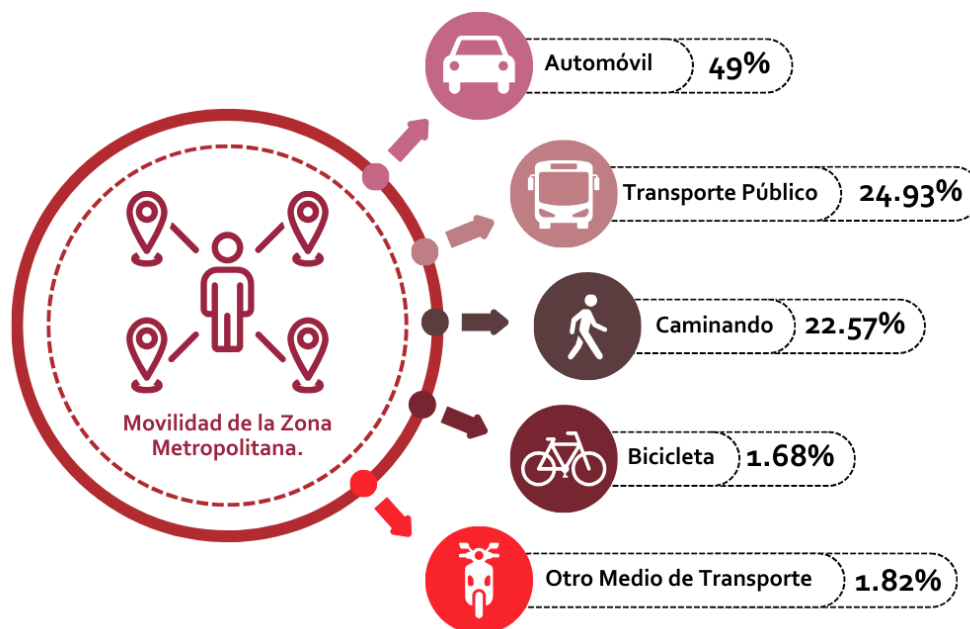 Automóvil 49%
Transporte Público 24.93%
Caminando 22.57%
Movilidad de la Zona
Metropolitana.
Bicicleta 1.68%
Otro Medio de Transporte 1.82%